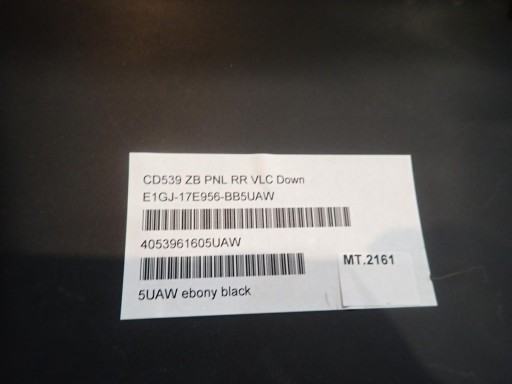 CD539 ZB PNL RR VLC Down
E1GJ-17E956-BB5UAW
4053961605UAW
MT.2161
5UAW ebony black